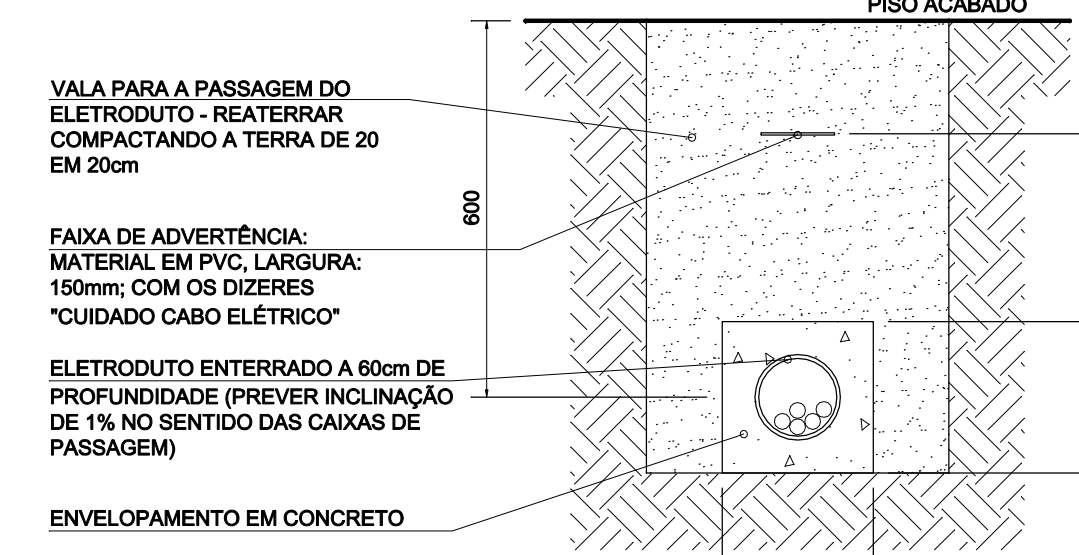 PISO ACABADO
VALA PARA A PASSAGEM DO
ELETRODUTO - REATERRAR
COMPACTANDO A TERRA DE 20
EM 20cm
600
FAIXA DE ADVERTÊNCIA:
MATERIAL EM PVC, LARGURA:
150mm; COM OS DIZERES
"CUIDADO CABO ELÉTRICO"
ELETRODUTO ENTERRADO A 60cm DE
PROFUNDIDADE (PREVER INCLINAÇÃO
DE 1% NO SENTIDO DAS CAIXAS DE
PASSAGEM)
ENVELOPAMENTO EM CONCRETO